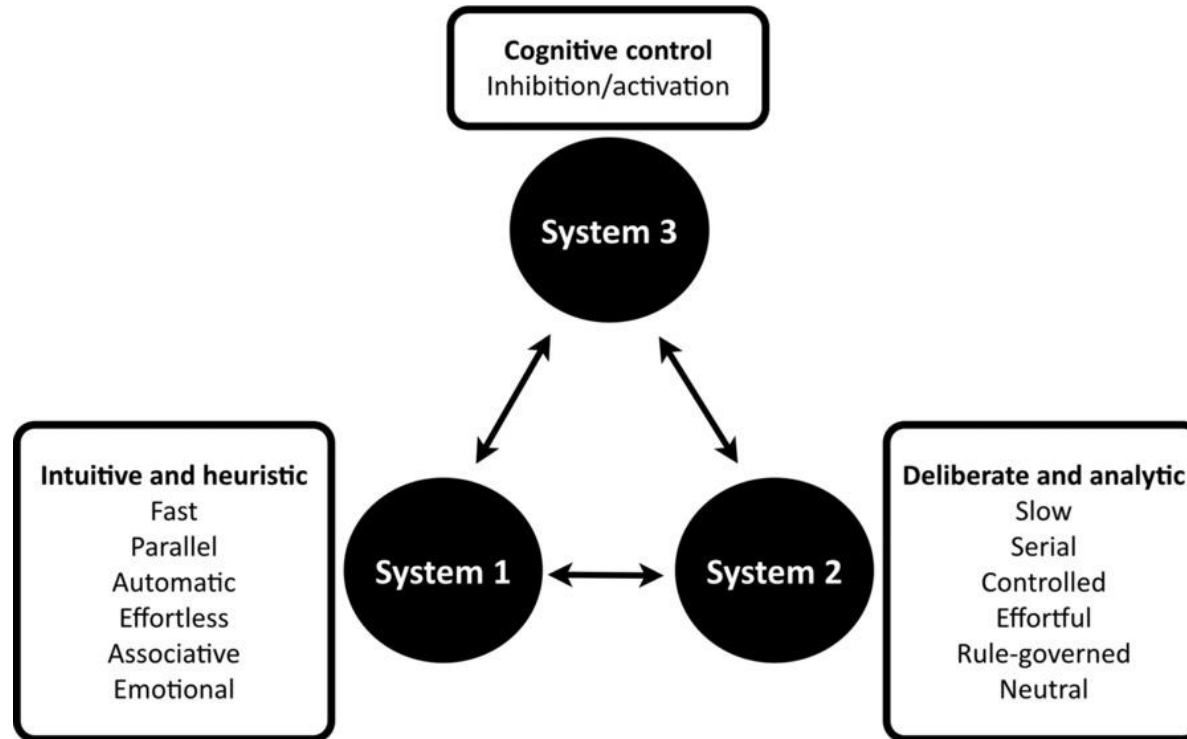 Cognitive control
Inhibition/activation
System 3
Intuitive and heuristic
Fast
Parallel
Automatic
Effortless
Associative
Emotional
System 1
System 2
Deliberate and analytic
Slow
Serial
Controlled
Effortful
Rule-governed
Neutral